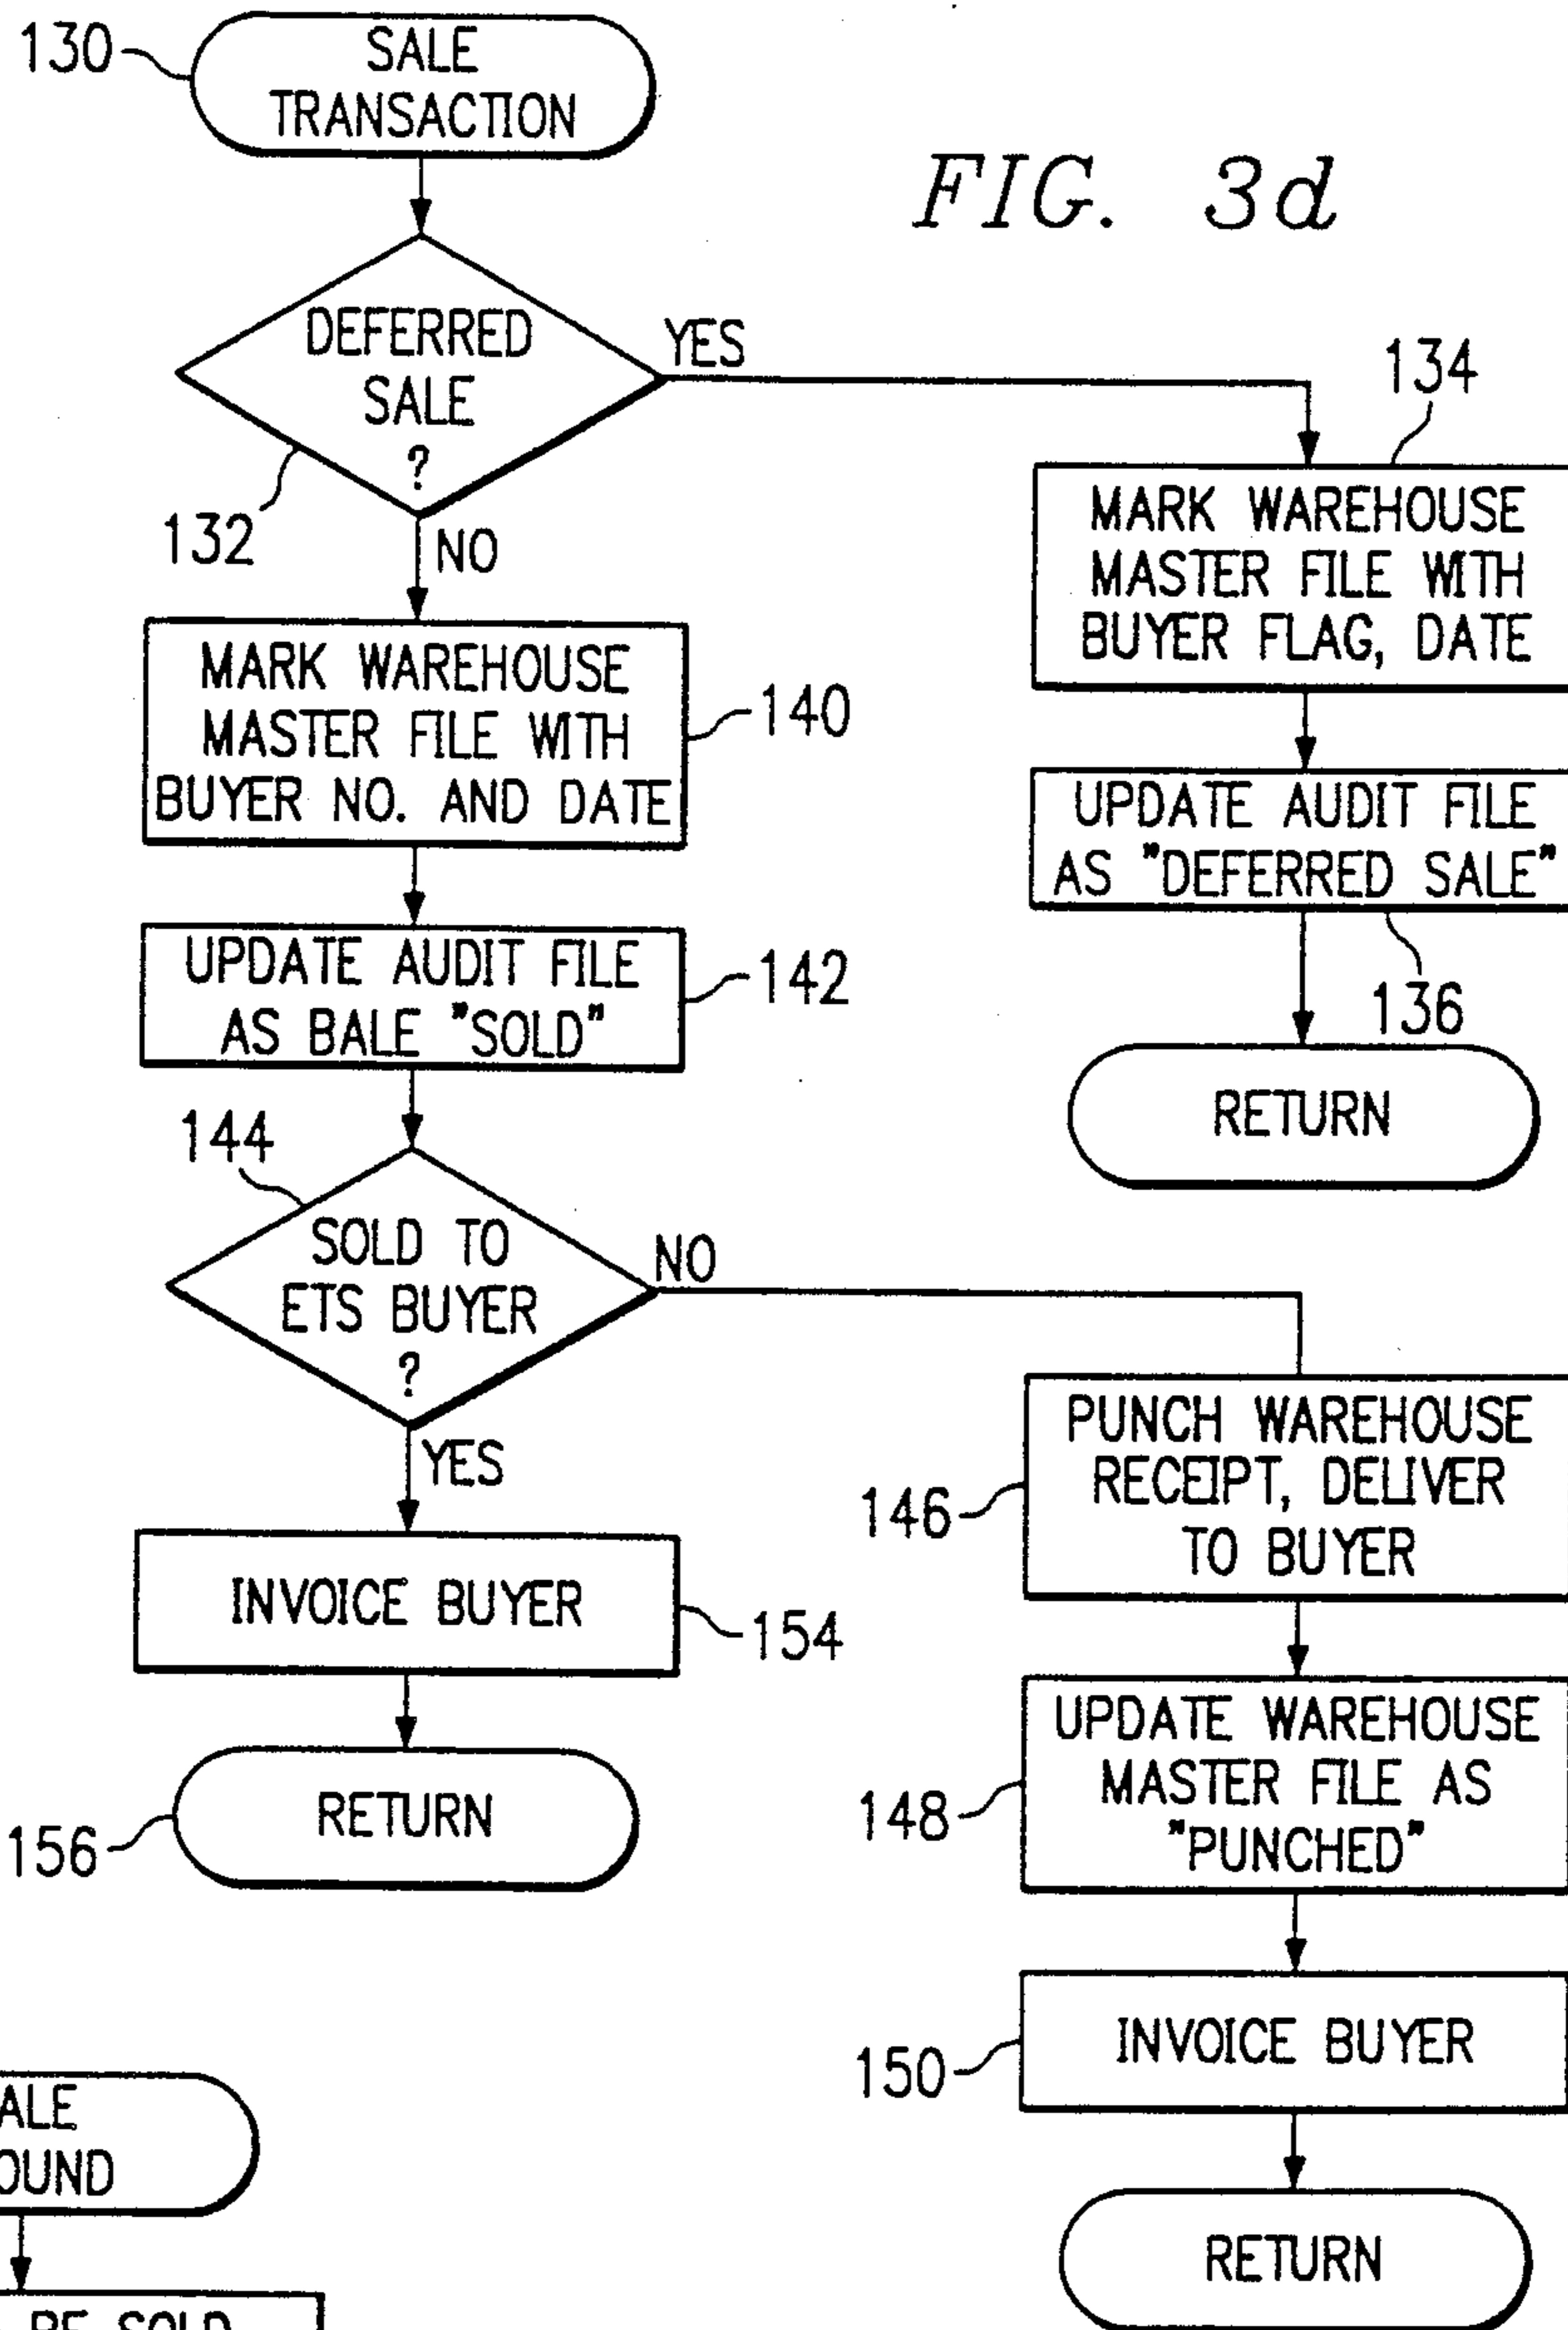 130
SALE
TRANSACTION
FIG. 3d
DEFERRED
SALE
?
YES
132
NO
134
MARK WAREHOUSE
MASTER FILE WITH
BUYER FLAG, DATE
UPDATE AUDIT FILE
AS "DEFERRED SALE"
136
RETURN
MARK WAREHOUSE
MASTER FILE WITH
BUYER NO. AND DATE
140
UPDATE AUDIT FILE
AS BALE "SOLD"
142
144
SOLD TO
ETS BUYER
?
NO
YES
INVOICE BUYER
154
RETURN
156
PUNCH WAREHOUSE
RECEIPT, DELIVER
TO BUYER
146
UPDATE WAREHOUSE
MASTER FILE AS
"PUNCHED"
148
INVOICE BUYER
150
RETURN
BE SOLD